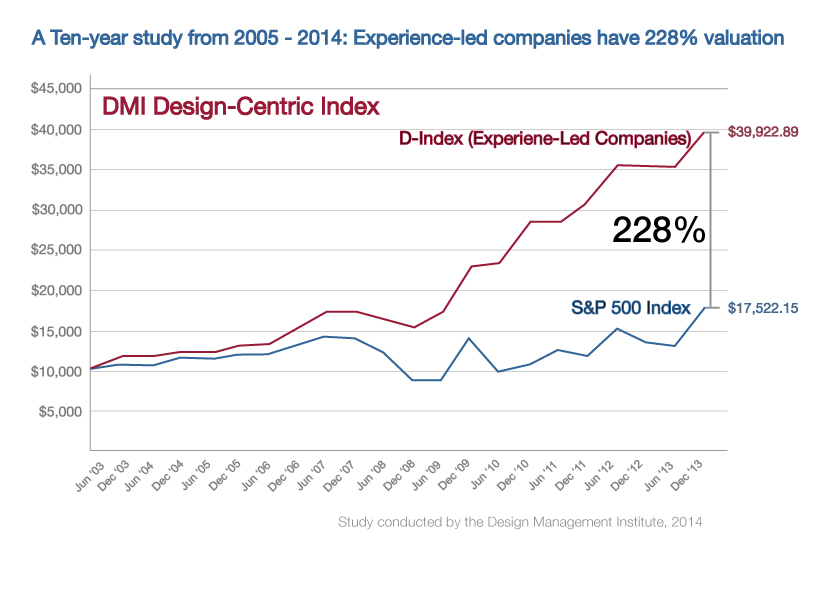 A Ten-year study from 2005 - 2014: Experience-led companies have 228% valuation
$45,000
DMI Design-Centric Index
$40,000
D-Index (Experiene-Led Companies)
$39,922.89
$35,000
$30,000
228%
$25,000
$20,000
S&P 500 Index
$17,522.15
$15,000
$10,000
$5,000
Jun '03
Dec '03
Jun '04
Dec '04
Jun '05
Dec '05
Jun '06
Dec '06
Jun '07
Dec '07
Jun '08
Dec '08
Jun '09
Dec '09
Jun '10
Dec '10
Jun '11
Dec '11
Jun '12
Dec '12
Jun '13
Dec '13
Study conducted by the Design Management Institute, 2014